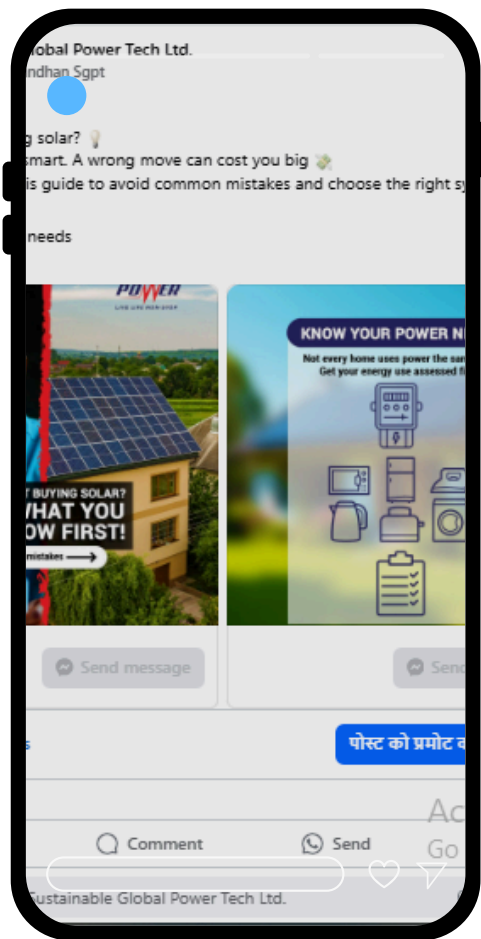 lobal Power Tech Ltd.
ndhan Sgpt
g solar? 💡
smart. A wrong move can cost you big 💸
is guide to avoid common mistakes and choose the right sy
needs
POWER
KNOW YOUR POWER N
Not every home uses power the sam
Get your energy use assessed fi
T BUYING SOLAR?
WHAT YOU
OW FIRST!
mistakes
Send message
Send
s
पोस्ट को प्रमोट क
Ac
Comment
Send
Go
Sustainable Global Power Tech Ltd.